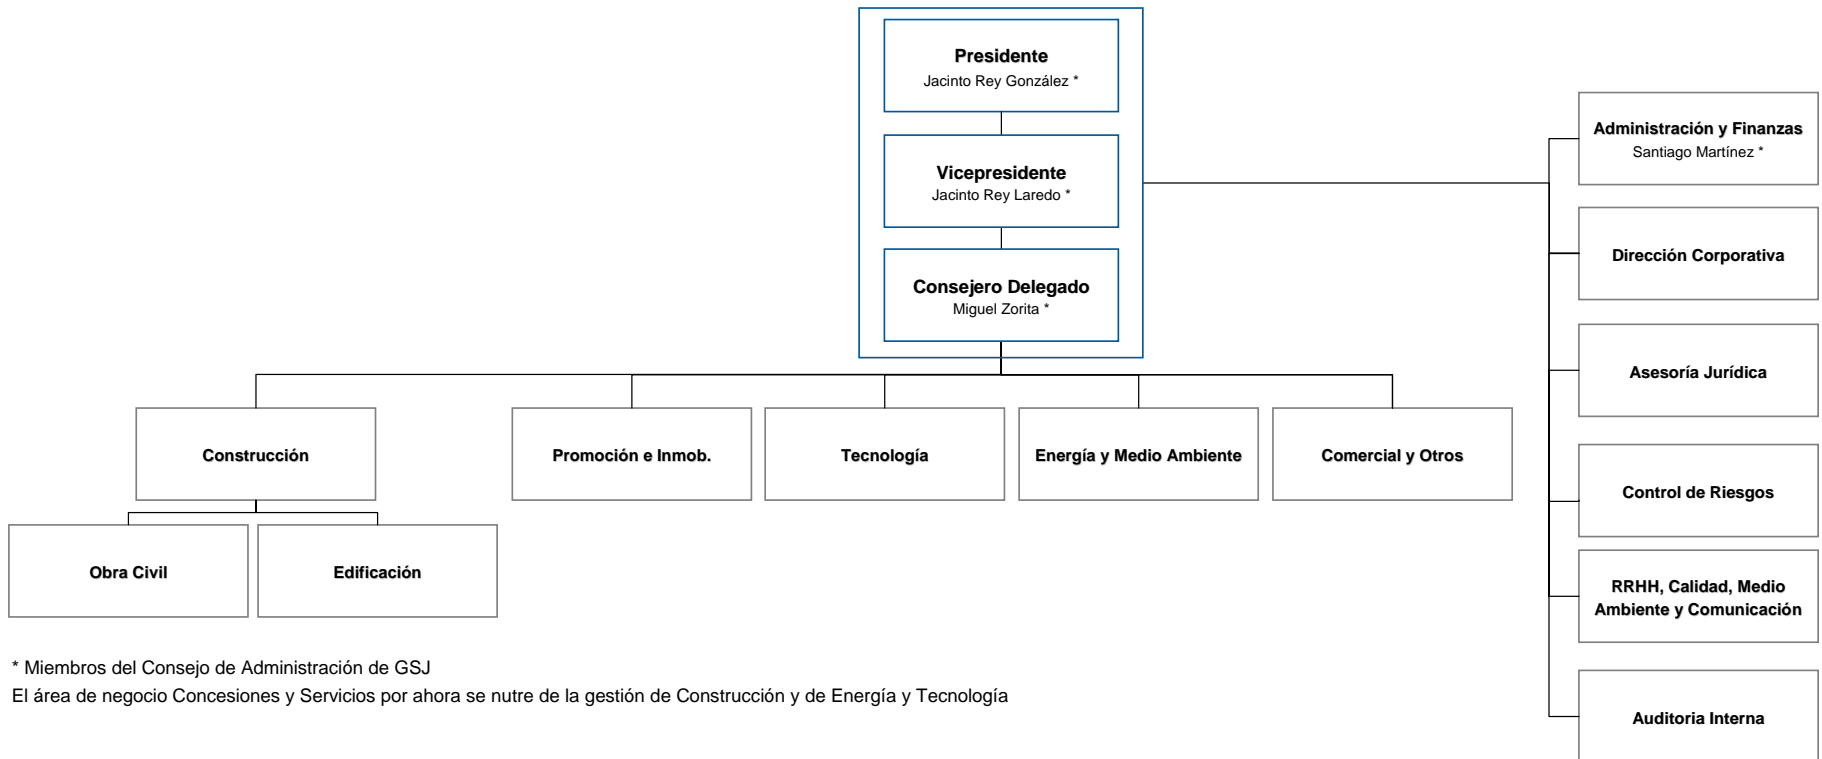 Presidente
Jacinto Rey González *
Vicepresidente
Jacinto Rey Laredo *
Consejero Delegado
Miguel Zorita *
Administración y Finanzas
Santiago Martínez *
Dirección Corporativa
Asesoría Jurídica
Control de Riesgos
RRHH, Calidad, Medio
Ambiente y Comunicación
Auditoria Interna
Construcción
Promoción e Inmob.
Tecnología
Energía y Medio Ambiente
Comercial y Otros
Obra Civil
Edificación
* Miembros del Consejo de Administración de GSJ
El área de negocio Concesiones y Servicios por ahora se nutre de la gestión de Construcción y de Energía y Tecnología